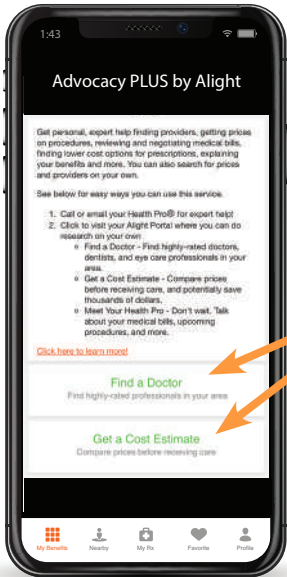 1:43
Advocacy PLUS by Alight
Get personal, expert help finding providers, getting prices
on procedures, reviewing and negotiating medical bills,
finding lower cost options for prescriptions, explaining
your benefits and more. You can also search for prices
and providers on your own.
See below for easy ways you can use this service.
1. Call or email your Health Pro® for expert help!
2. Click to visit your Alight Portal where you can do
research on your own
Find a Doctor - Find highly-rated doctors,
dentists, and eye care professionals in your
area.
Get a Cost Estimate - Compare prices
before receiving care, and potentially save
thousands of dollars.
Meet Your Health Pro - Don't wait. Talk
about your medical bills, upcoming
procedures, and more.
Click here to learn more!
Find a Doctor
Find highly-rated professionals in your area
Get a Cost Estimate
Compare prices before receiving care
My Benefits Nearby My Rx Favorite Profile